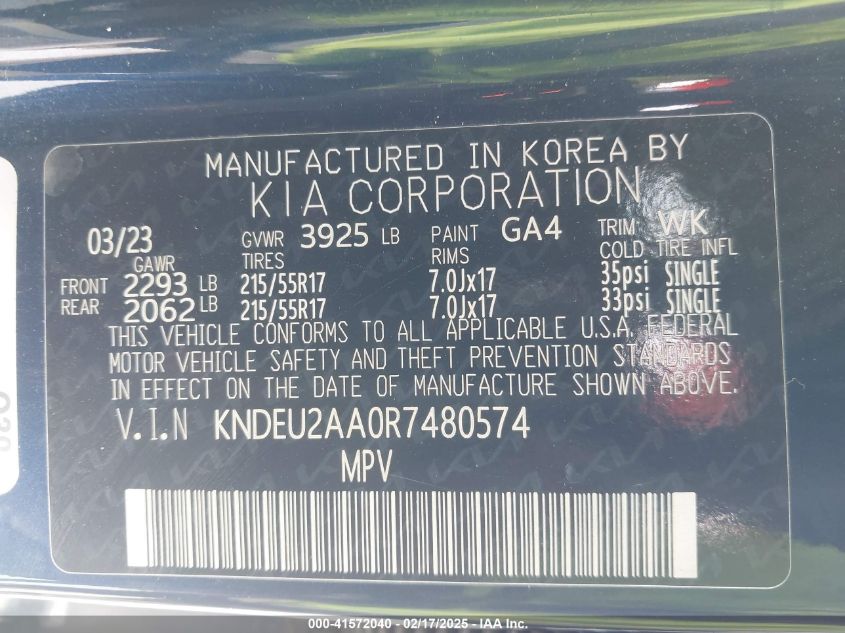 MANUFACTURED IN KOREA BY
KIA CORPORATION
03/23 GVWR 3925 LB PAINT GA4 TRIM WK
GAWR TIRES RIMS COLD TIRE INFL
FRONT 2293 LB 215/55R17 7.0Jx17 35psi SINGLE
REAR 2062 LB 215/55R17 7.0Jx17 33psi SINGLE
THIS VEHICLE CONFORMS TO ALL APPLICABLE U.S.A. FEDERAL
MOTOR VEHICLE SAFETY AND THEFT PREVENTION STANDARDS
IN EFFECT ON THE DATE OF MANUFACTURE SHOWN ABOVE.
V.I.N KNDEU2AA0R7480574
MPV
000-41572040 - 02/17/2025 - IAA Inc.